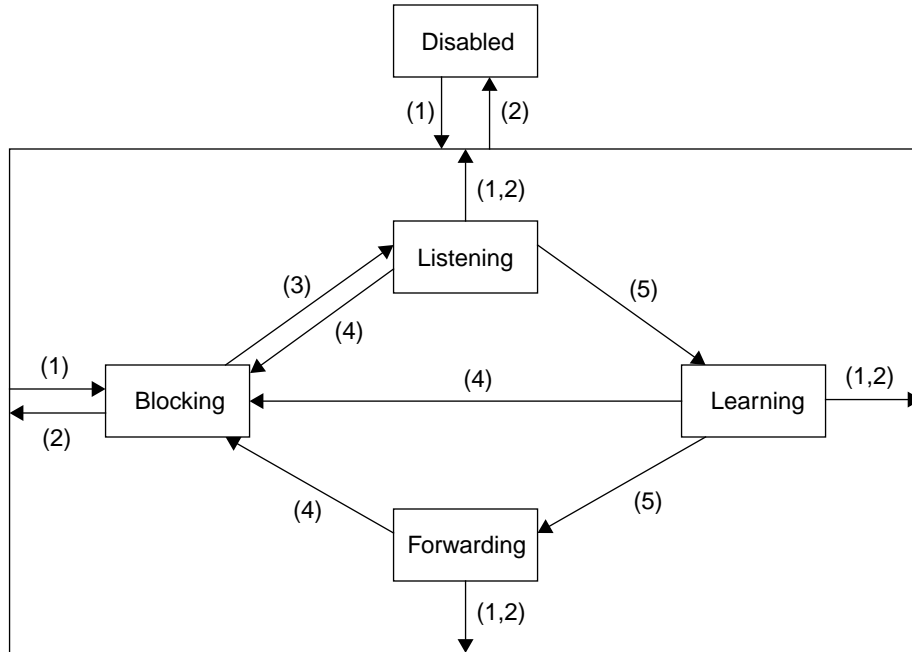 Disabled
(1)
(2)
(1,2)
Listening
(3)
(5)
(4)
(1)
(4)
(1,2)
Blocking
Learning
(2)
(4)
(5)
Forwarding
(1,2)